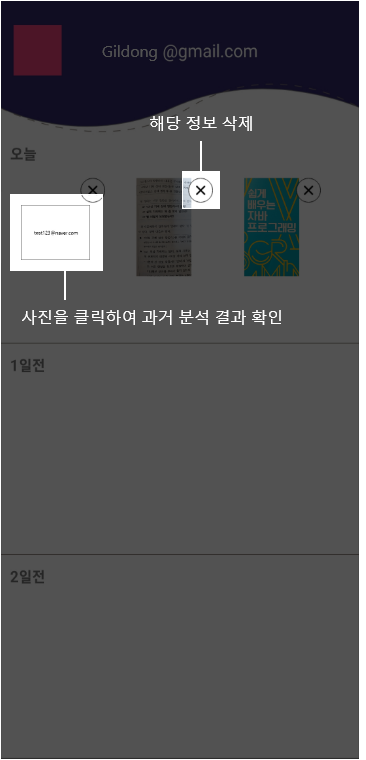 Gildong @gmail.com
해당 정보 삭제
오늘
test123@naver.com
쉽게
배우는
자바
프로그래밍
사진을 클릭하여 과거 분석 결과 확인
1일전
2일전